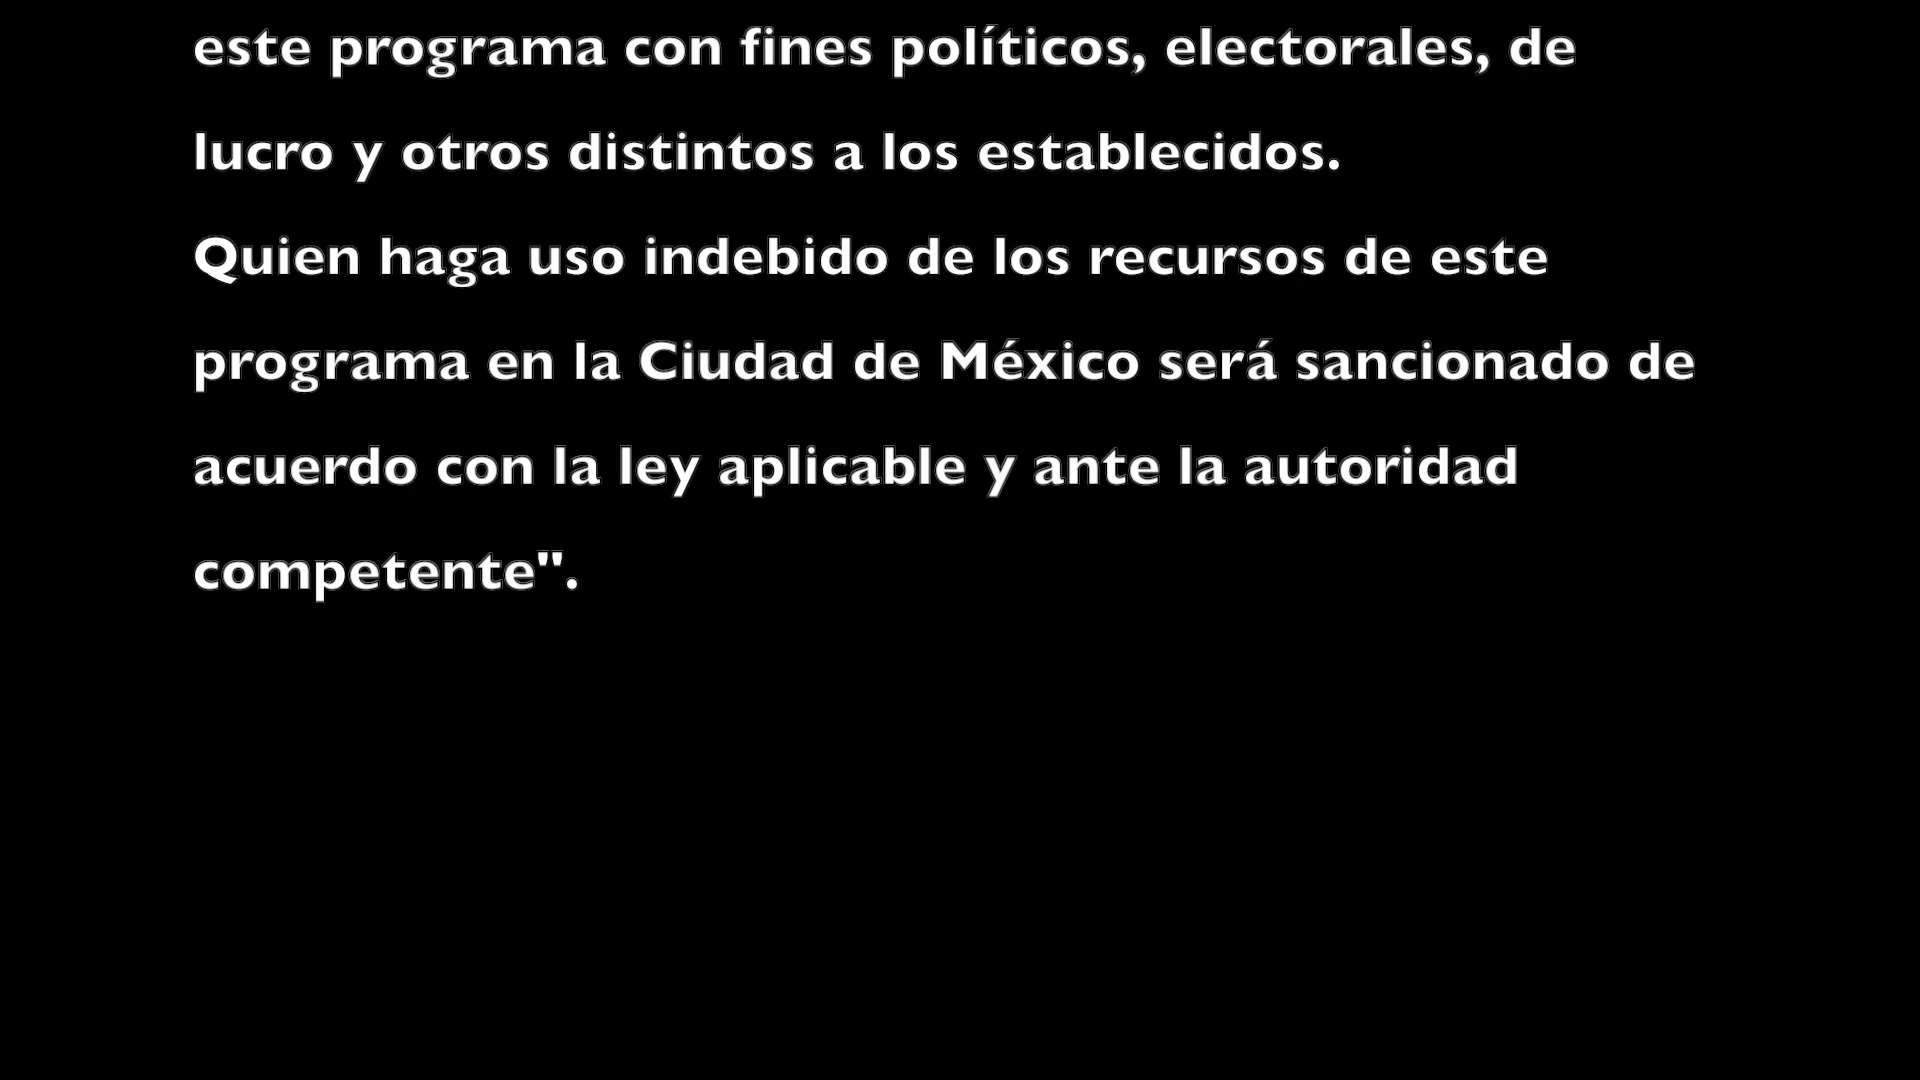 este programa con fines políticos, electorales, de
lucro y otros distintos a los establecidos.
Quien haga uso indebido de los recursos de este
programa en la Ciudad de México será sancionado de
acuerdo con la ley aplicable y ante la autoridad
competente".